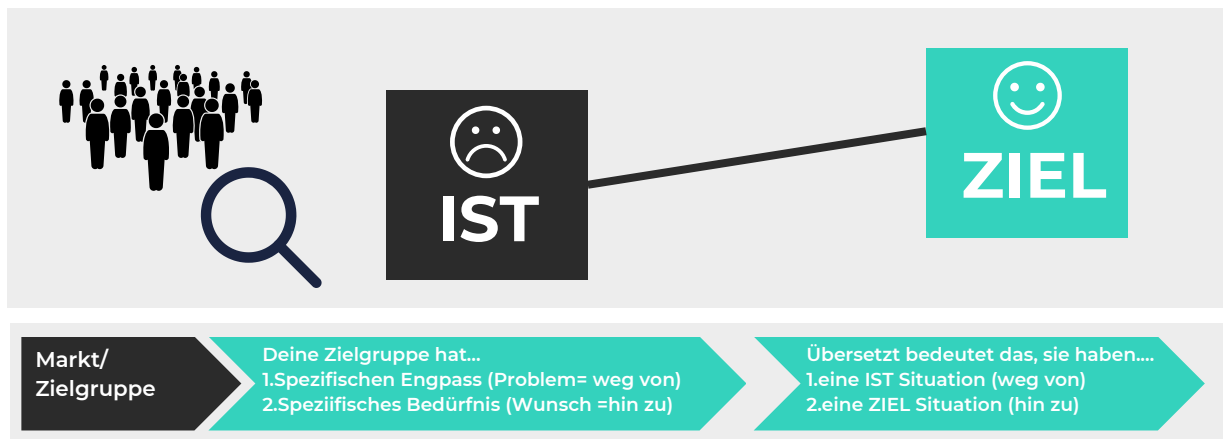 IST
ZIEL
Markt/
Zielgruppe
Deine Zielgruppe hat...
1.Spezifischen Engpass (Problem= weg von)
2.Speziifisches Bedürfnis (Wunsch =hin zu)
Übersetzt bedeutet das, sie haben....
1.eine IST Situation (weg von)
2.eine ZIEL Situation (hin zu)